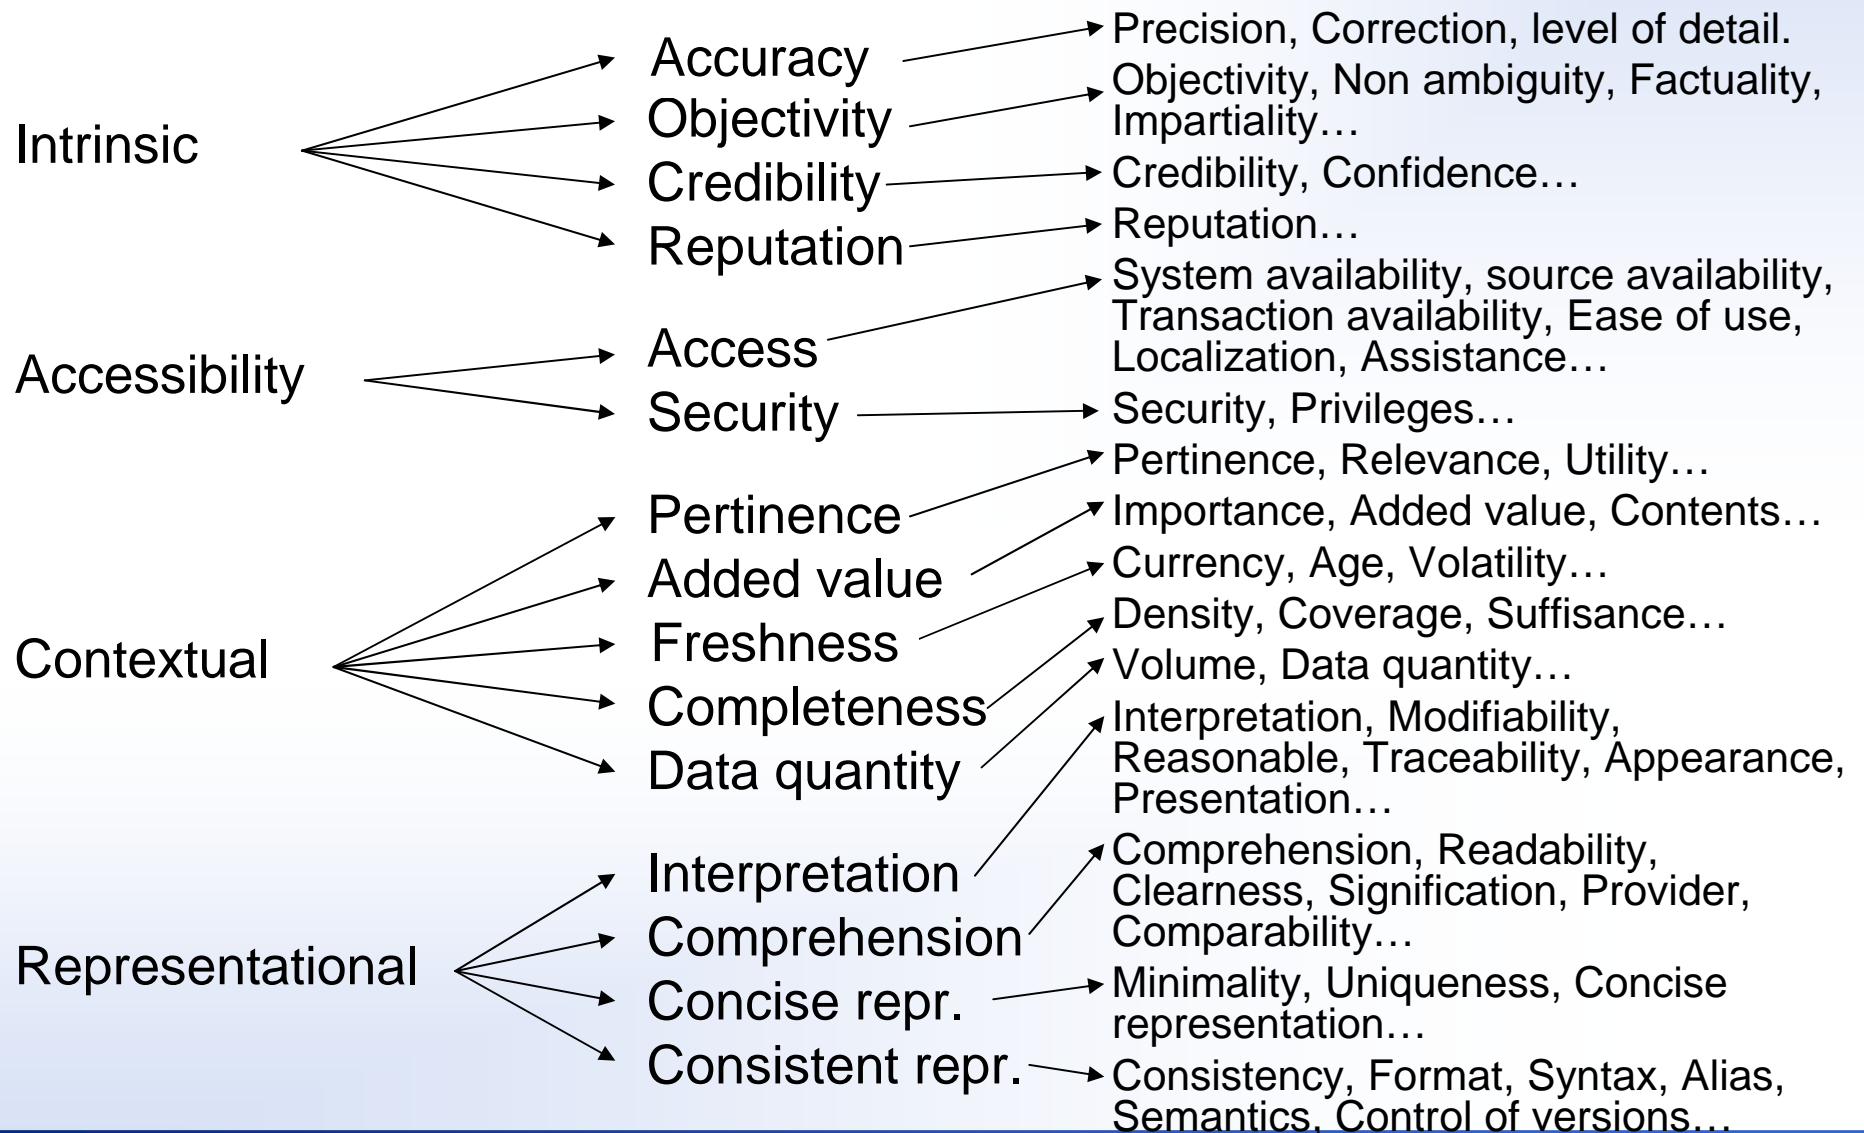 Intrinsic
Accuracy
Objectivity
Credibility
Reputation
Precision, Correction, level of detail.
Objectivity, Non ambiguity, Factuality,
Impartiality…
Credibility, Confidence…
Reputation…
Accessibility
Access
Security
System availability, source availability,
Transaction availability, Ease of use,
Localization, Assistance…
Security, Privileges…
Contextual
Pertinence
Added value
Freshness
Completeness
Data quantity
Pertinence, Relevance, Utility…
Importance, Added value, Contents…
Currency, Age, Volatility…
Density, Coverage, Suffisance…
Volume, Data quantity…
Representational
Interpretation
Comprehension
Concise repr.
Consistent repr.
Interpretation, Modifiability,
Reasonable, Traceability, Appearance,
Presentation…
Comprehension, Readability,
Clearness, Signification, Provider,
Comparability…
Minimality, Uniqueness, Concise
representation…
Consistency, Format, Syntax, Alias,
Semantics, Control of versions…